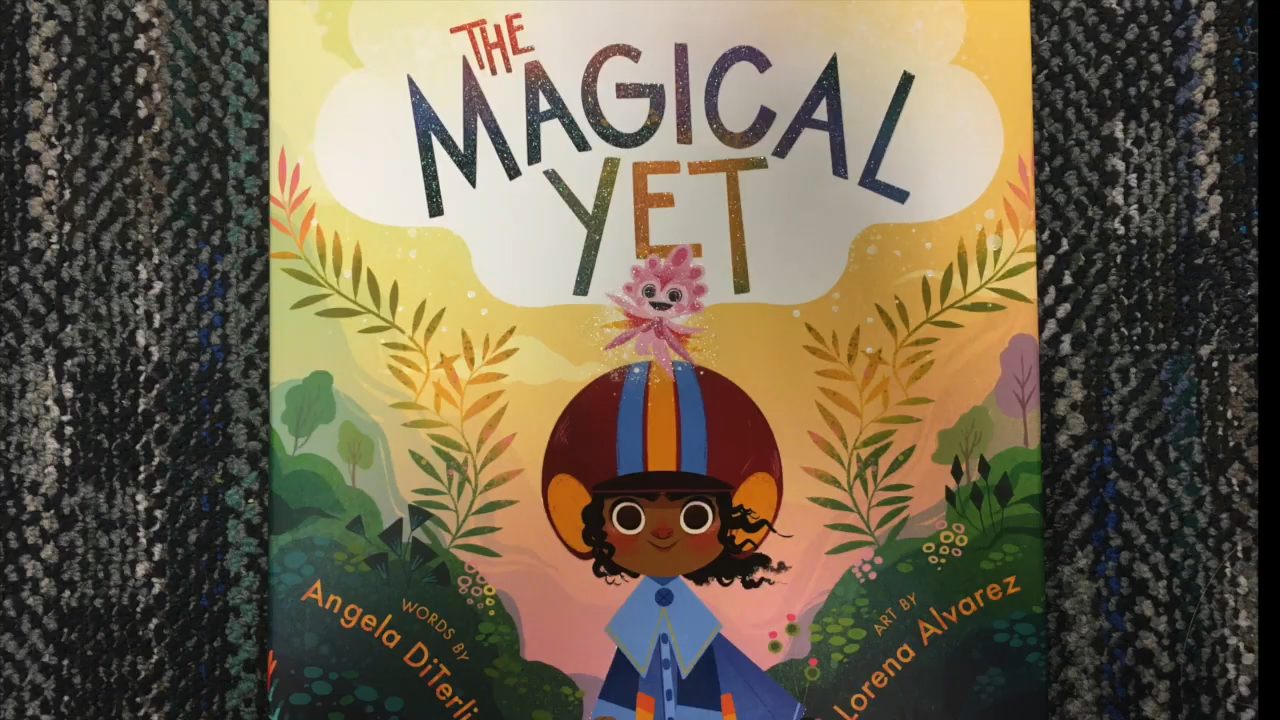 THE
MAGICAL
YET
WORDS BY
Angela DiTerli
ART BY
Lorena Alvarez